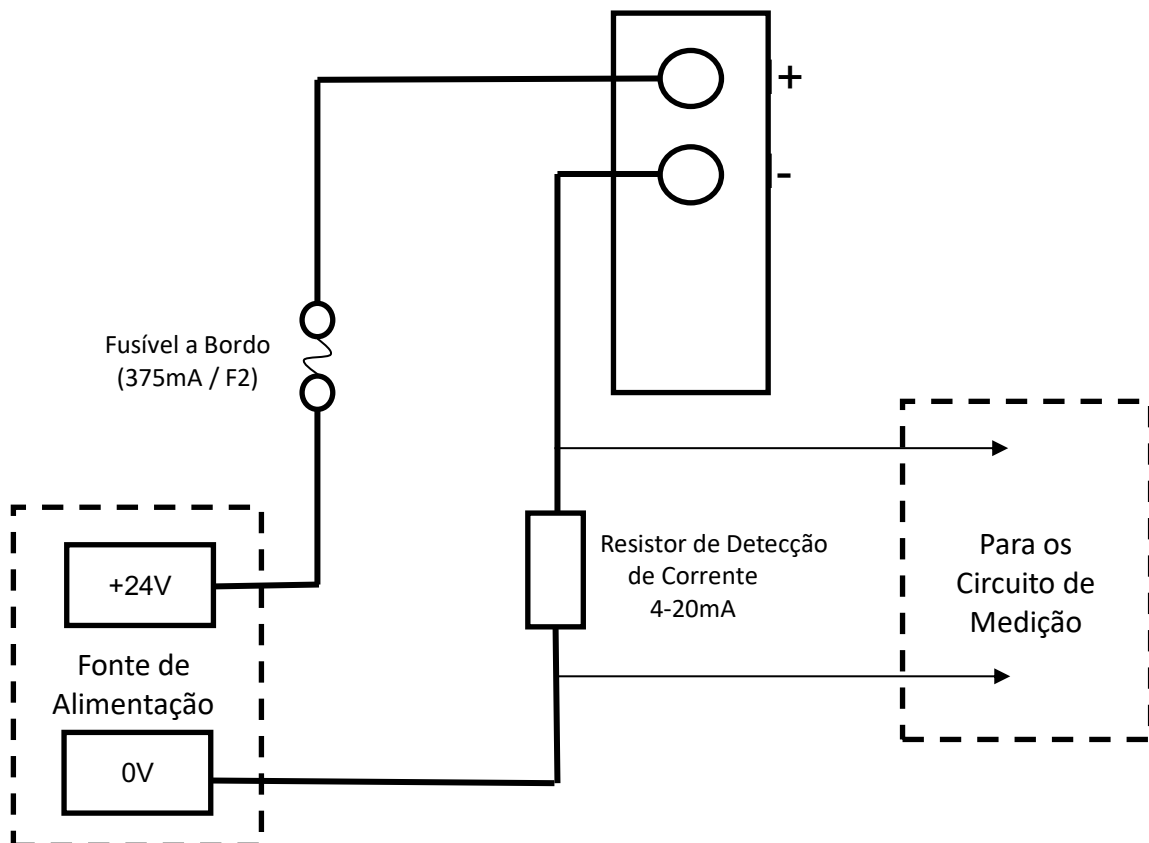 +
-
Fusível a Bordo
(375mA / F2)
+24V
Fonte de
Alimentação
0V
Resistor de Detecção
de Corrente
4-20mA
Para os
Circuito de
Medição